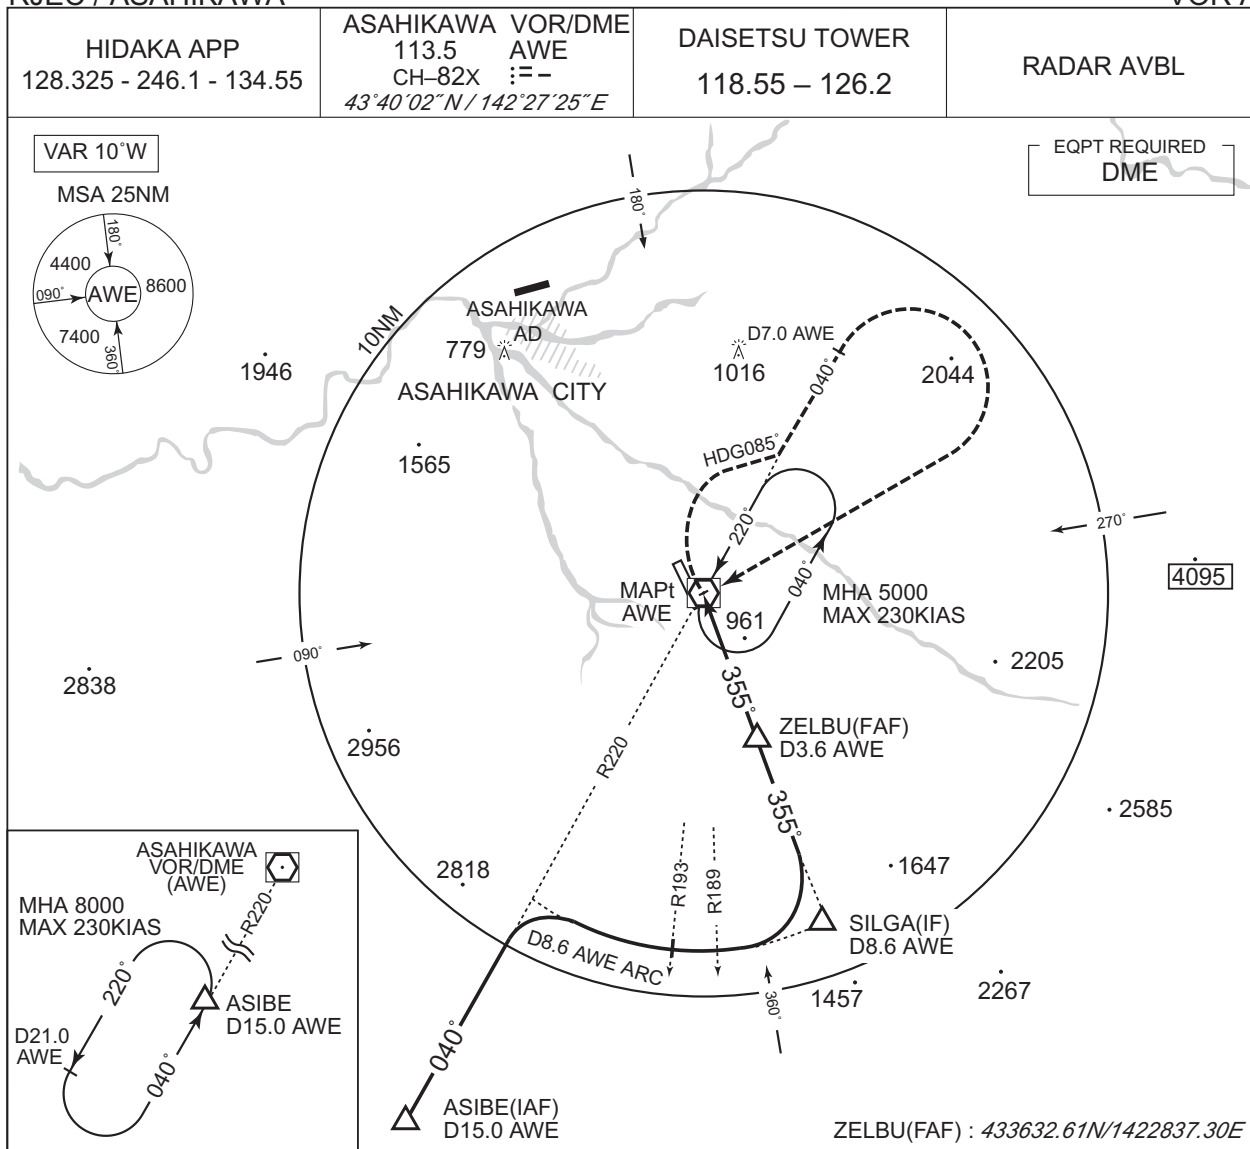 RJEC / ASAHIKAWA
VOR A
HIDAKA APP
128.325 - 246.1 - 134.55
ASAHIKAWA VOR/DME
113.5 AWE
CH–82X
43°40´02˝N / 142°27´25˝E
DAISETSU TOWER
118.55 – 126.2
RADAR AVBL
VAR 10°W
EQPT REQUIRED
DME
MSA 25NM
180°
4400
8600
090°
AWE
7400
360°
180°
10NM
ASAHIKAWA
AD
779
ASAHIKAWA CITY
1946
1565
D7.0 AWE
1016
040°
2044
HDG085°
220°
040°
270°
4095
MAPt
AWE
961
MHA 5000
MAX 230KIAS
090°
2838
2205
355°
ZELBU(FAF)
D3.6 AWE
2956
R220
355°
2585
2818
R193
R189
1647
SILGA(IF)
D8.6 AWE
D8.6 AWE ARC
360°
1457
2267
ASAHIKAWA
VOR/DME
(AWE)
MHA 8000
MAX 230KIAS
R220
220°
ASIBE
D15.0 AWE
D21.0
AWE
040°
040°
ASIBE(IAF)
D15.0 AWE
ZELBU(FAF) : 433632.61N/1422837.30E